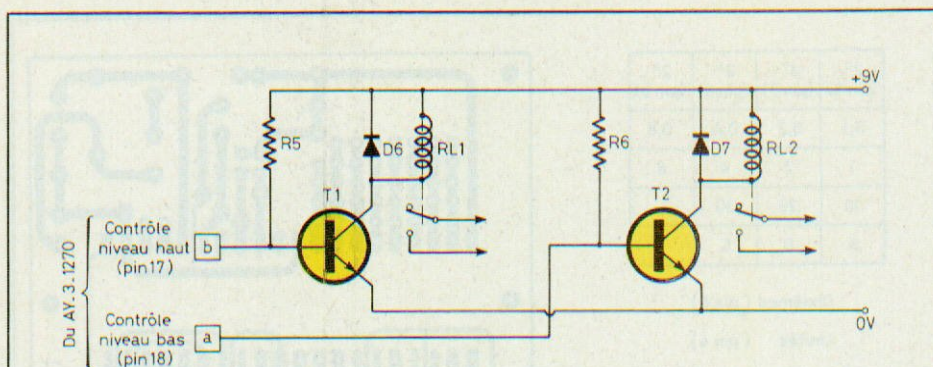 +9V
R5
D6
RL1
R6
D7
RL2
T1
T2
Du AY.3.1270
Contrôle
niveau haut
(pin17)
b
Contrôle
niveau bas
(pin18)
a
0V